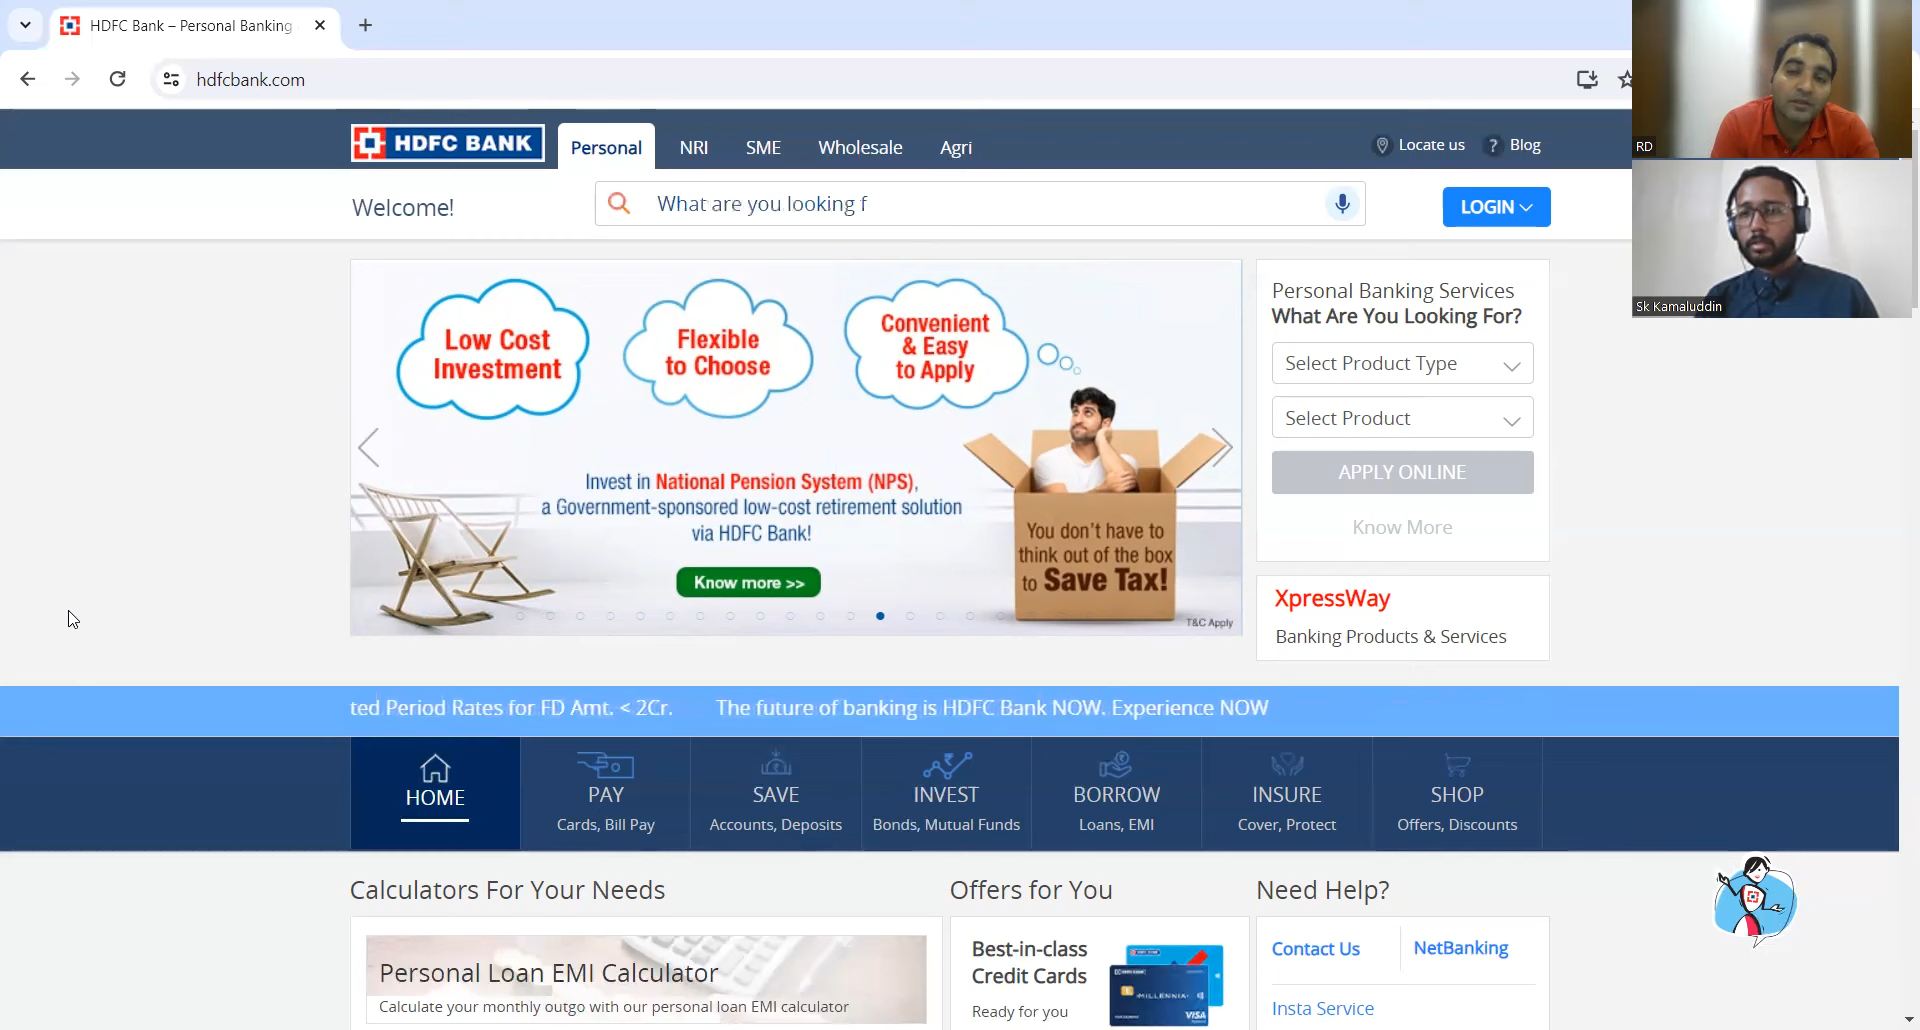 HDFC Bank – Personal Banking
hdfcbank.com
HDFC BANK
Personal
NRI
SME
Wholesale
Agri
Locate us
? Blog
Welcome!
What are you looking f
LOGIN
RD
Sk Kamaluddin
Low Cost
Investment
Flexible
to Choose
Convenient
& Easy
to Apply
Invest in National Pension System (NPS),
a Government-sponsored low-cost retirement solution
via HDFC Bank!
Know more >>
You don't have to
think out of the box
to Save Tax!
T&C Apply
Personal Banking Services
What Are You Looking For?
Select Product Type
Select Product
APPLY ONLINE
Know More
XpressWay
Banking Products & Services
ted Period Rates for FD Amt. < 2Cr.
The future of banking is HDFC Bank NOW. Experience NOW
HOME
PAY
Cards, Bill Pay
SAVE
Accounts, Deposits
INVEST
Bonds, Mutual Funds
BORROW
Loans, EMI
INSURE
Cover, Protect
SHOP
Offers, Discounts
Calculators For Your Needs
Personal Loan EMI Calculator
Calculate your monthly outgo with our personal loan EMI calculator
Offers for You
Best-in-class
Credit Cards
Ready for you
HDFC BANK
MILLENNIA
VISA
Need Help?
Contact Us
NetBanking
Insta Service